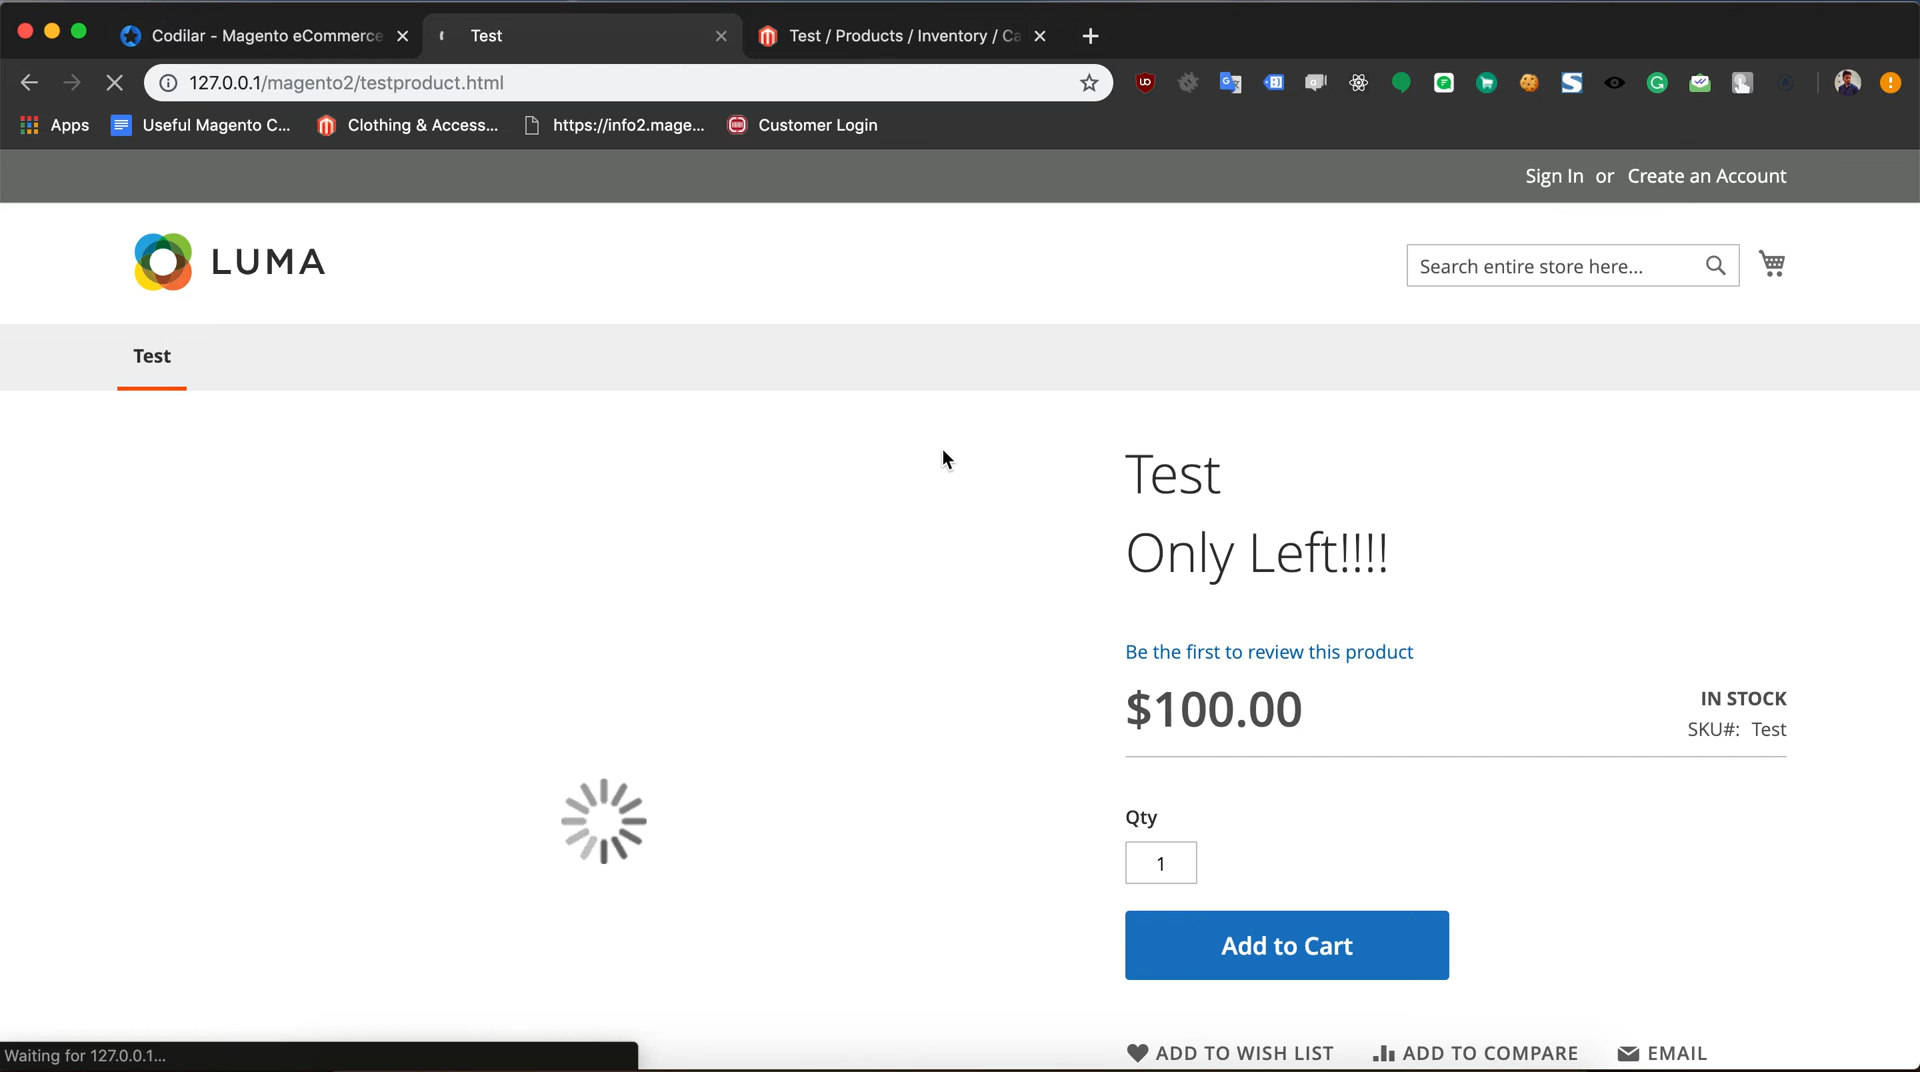 Codilar - Magento eCommerce
Test
Test / Products / Inventory / Ca
127.0.0.1/magento2/testproduct.html
Apps
Useful Magento C...
Clothing & Access...
https://info2.mage...
Customer Login
Sign In or Create an Account
LUMA
Search entire store here...
Test
Test
Only Left!!!!
Be the first to review this product
$100.00
IN STOCK
SKU#: Test
Qty
1
Add to Cart
ADD TO WISH LIST
ADD TO COMPARE
EMAIL
Waiting for 127.0.0.1...